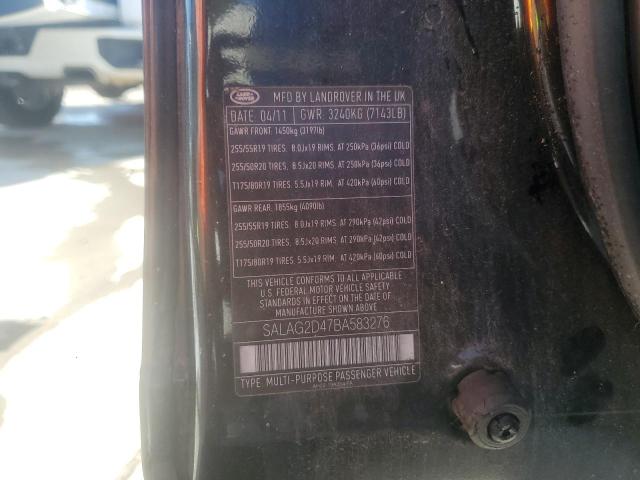 LAND ROVER
MFD BY LANDROVER IN THE UK
DATE 04/11 GWR: 3240KG (7143LB)
GAWR FRONT: 1450kg (3197lb)
255/55R19 TIRES. 8.0Jx19 RIMS. AT 250kPa (36psi) COLD
255/50R20 TIRES. 8.5Jx20 RIMS. AT 250kPa (36psi) COLD
T175/80R19 TIRES. 5.5Jx19 RIM. AT 420kPa (60psi) COLD
GAWR REAR: 1855kg (4090lb)
255/55R19 TIRES. 8.0Jx19 RIMS. AT 290kPa (42psi) COLD
255/50R20 TIRES. 8.5Jx20 RIMS. AT 290kPa (42psi) COLD
T175/80R19 TIRES. 5.5Jx19 RIM. AT 420kPa (60psi) COLD
THIS VEHICLE CONFORMS TO ALL APPLICABLE
U.S. FEDERAL MOTOR VEHICLE SAFETY
STANDARDS IN EFFECT ON THE DATE OF
MANUFACTURE SHOWN ABOVE.
SALAG2D47BA583276
TYPE: MULTI-PURPOSE PASSENGER VEHICLE